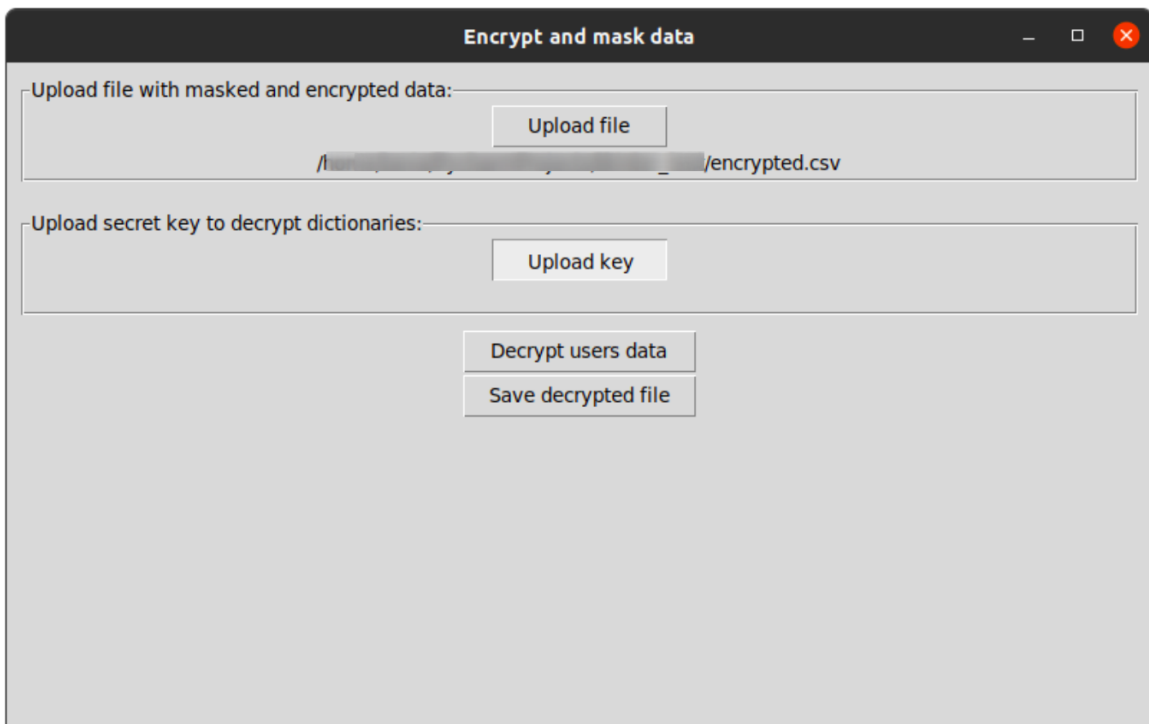 Encrypt and mask data
Upload file with masked and encrypted data:
Upload file
/encrypted.csv
Upload secret key to decrypt dictionaries:
Upload key
Decrypt users data
Save decrypted file